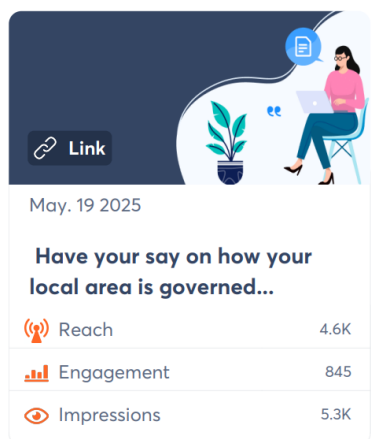 Link
May. 19 2025
Have your say on how your
local area is governed...
Reach 4.6K
Engagement 845
Impressions 5.3K